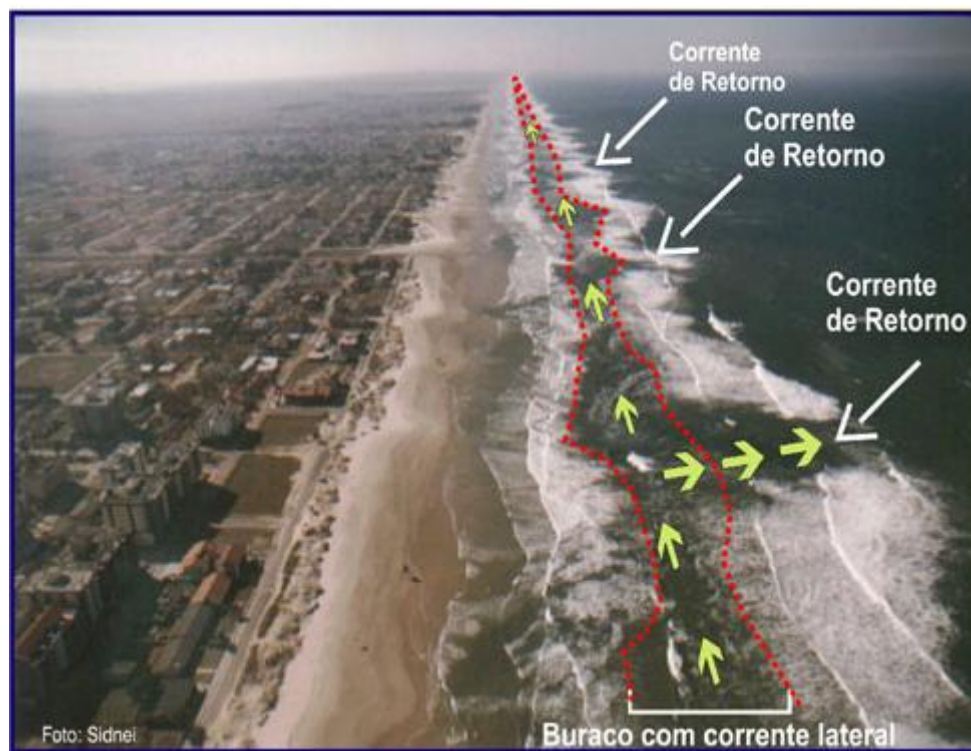 Corrente
de Retorno
Corrente
de Retorno
Corrente
de Retorno
Foto: Sidnei
Buraco com corrente lateral